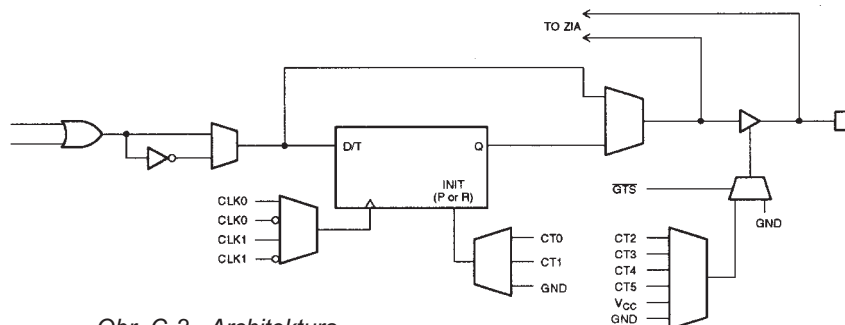 TO ZIA
D/T
Q
INIT
(P or R)
CLK0
CLK0
CLK1
CLK1
CT0
CT1
GND
GTS
GND
CT2
CT3
CT4
CT5
VCC
GND
Obr. C-2. Architektura